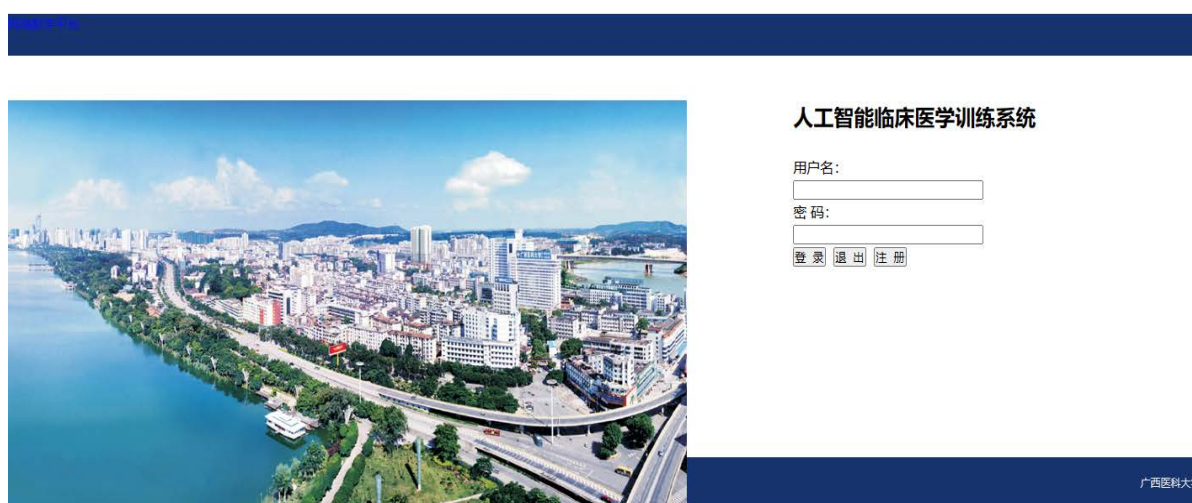 人工智能临床医学训练系统
用户名：
密 码：
登 录 退 出 注 册
广西医科大